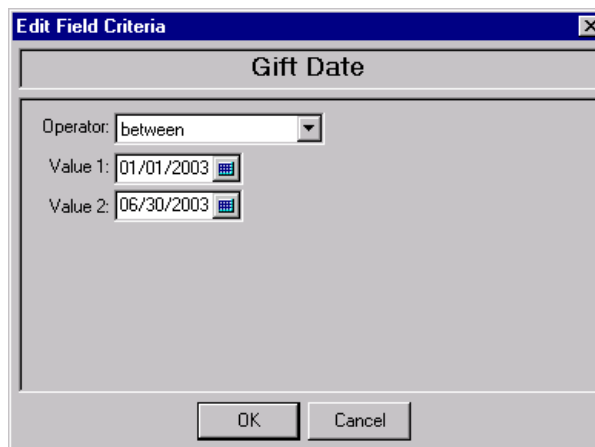 Edit Field Criteria
Gift Date
Operator: between
Value 1: 01/01/2003
Value 2: 06/30/2003
OK Cancel